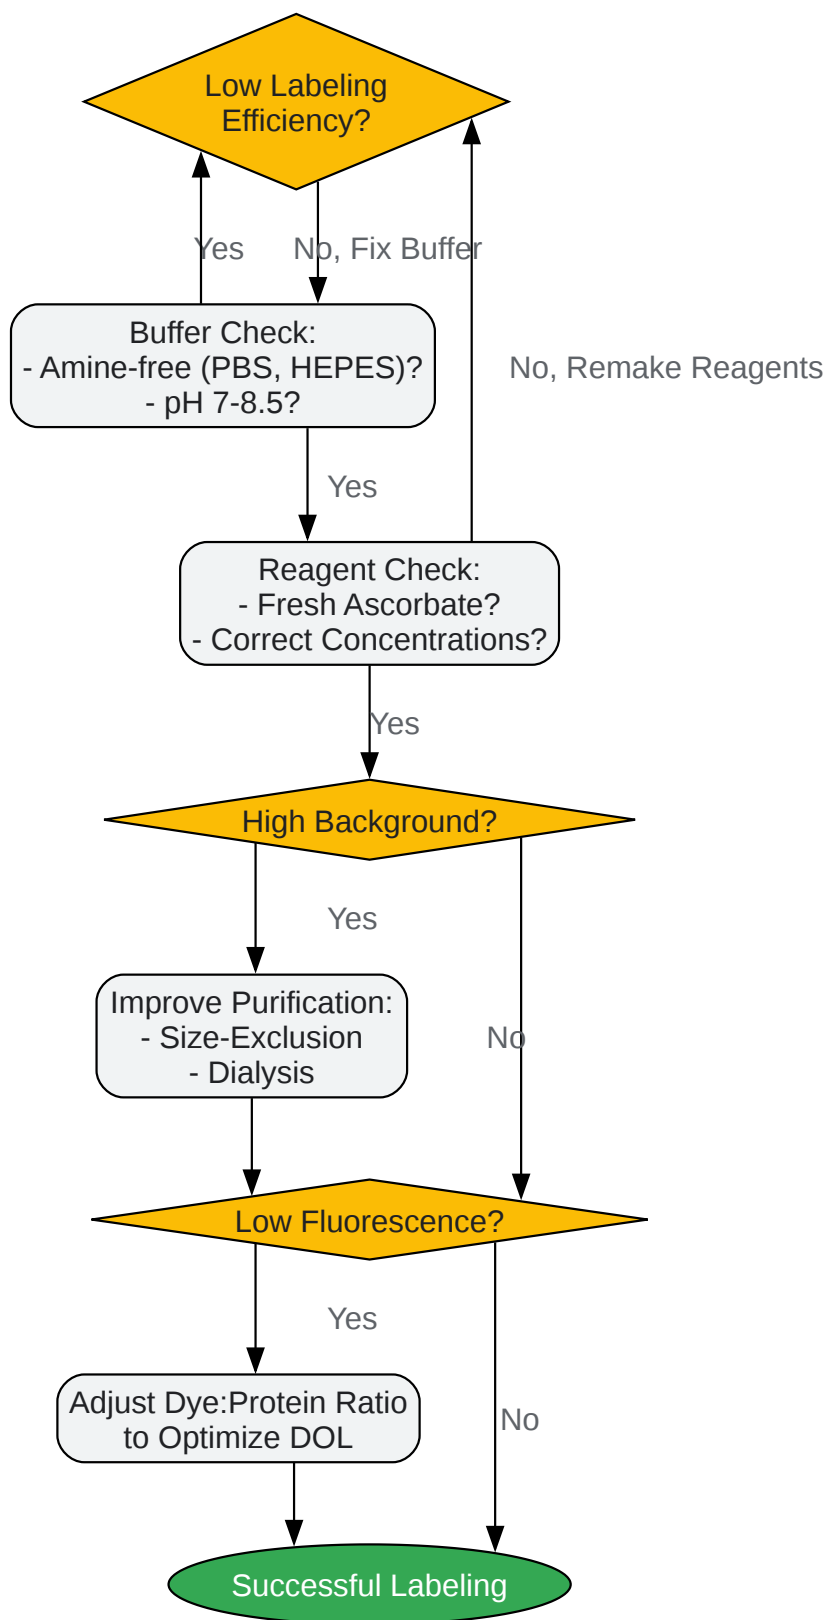 Low Labeling
Efficiency?
Yes
No, Fix Buffer
Buffer Check:
- Amine-free (PBS, HEPES)?
- pH 7-8.5?
No, Remake Reagents
Yes
Reagent Check:
- Fresh Ascorbate?
- Correct Concentrations?
Yes
High Background?
Yes
Improve Purification:
- Size-Exclusion
- Dialysis
No
Low Fluorescence?
Yes
Adjust Dye:Protein Ratio
to Optimize DOL
No
Successful Labeling